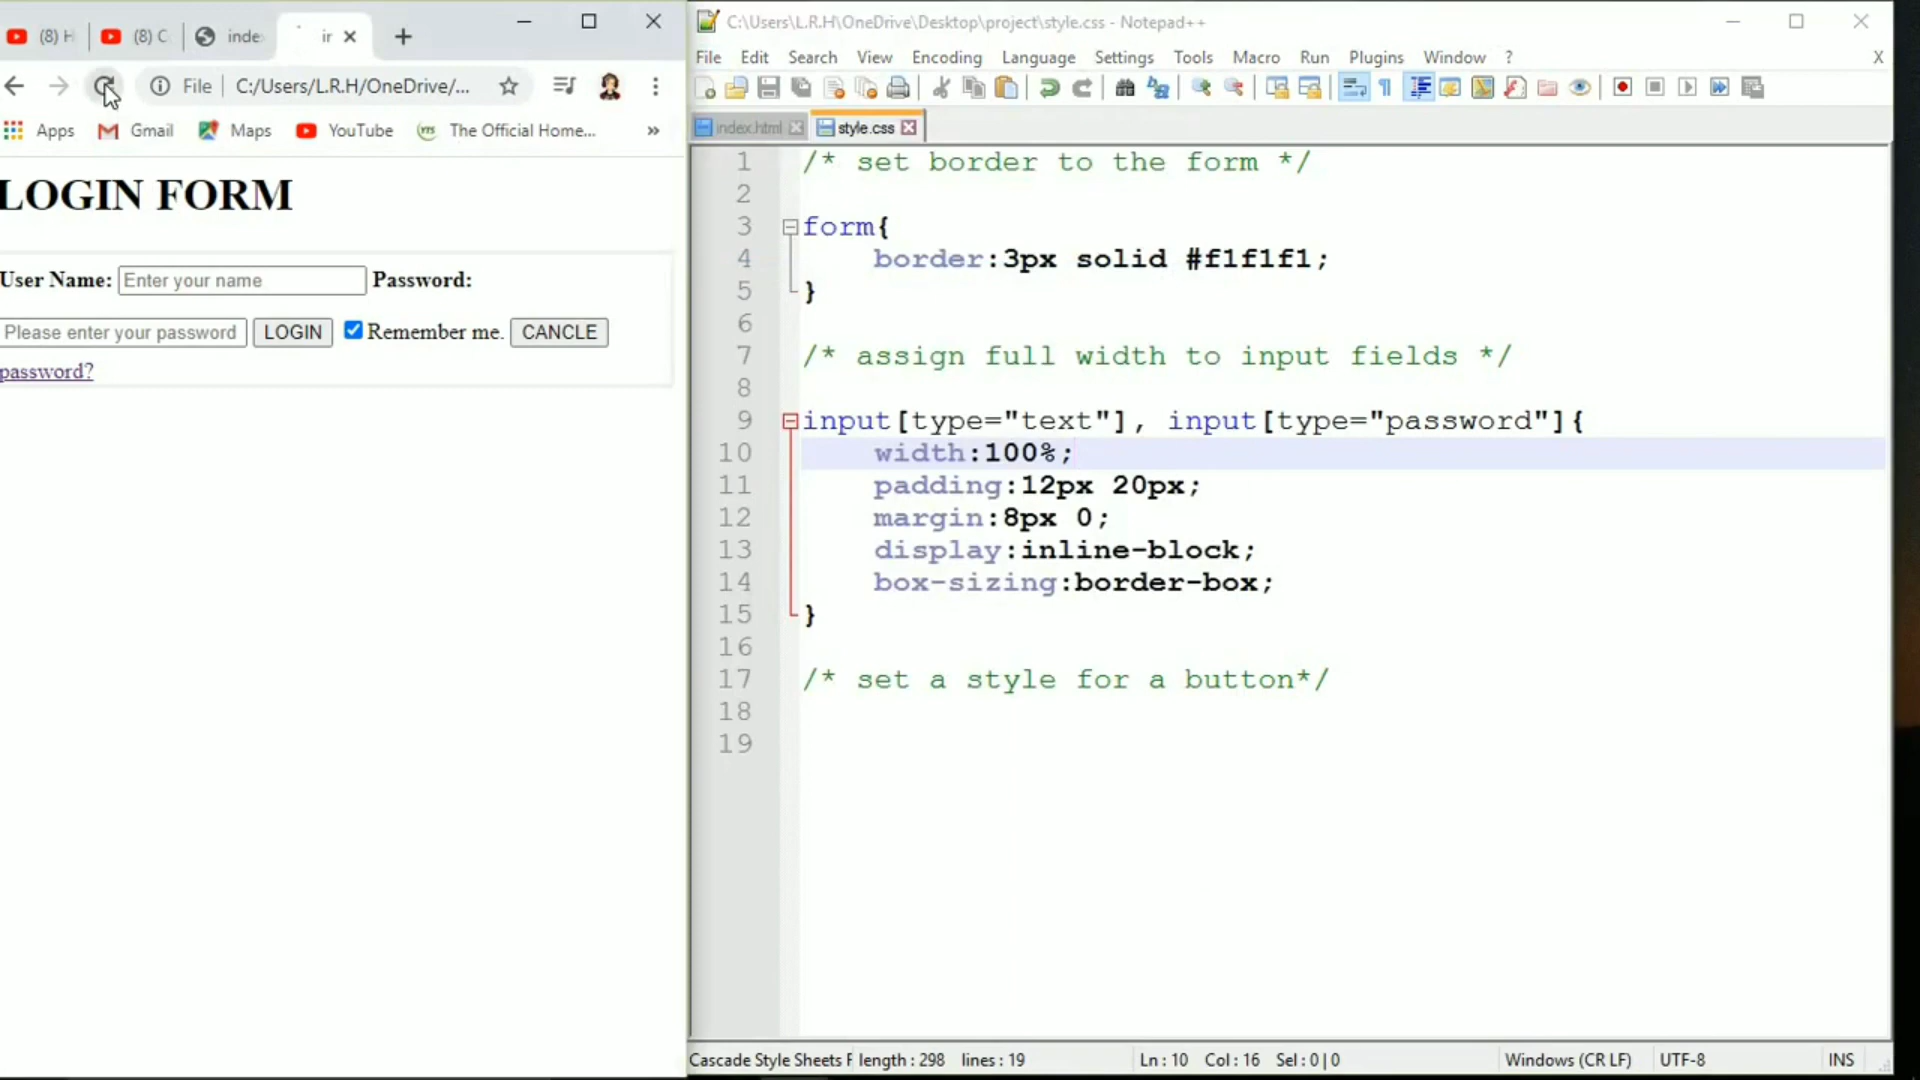 (8) H
(8) C
inde
ir
File C:/Users/L.R.H/OneDrive/...
Apps Gmail Maps YouTube The Official Home... »
LOGIN FORM
User Name: Enter your name Password:
Please enter your password LOGIN Remember me. CANCLE
password?
C:\Users\L.R.H\OneDrive\Desktop\project\style.css - Notepad++
File Edit Search View Encoding Language Settings Tools Macro Run Plugins Window ? X
index.html style.css
1 /* set border to the form */
2
3 form{
4 border:3px solid #f1f1f1;
5 }
6
7 /* assign full width to input fields */
8
9 input[type="text"], input[type="password"]{
10 width:100%;
11 padding:12px 20px;
12 margin:8px 0;
13 display:inline-block;
14 box-sizing:border-box;
15 }
16
17 /* set a style for a button*/
18
19
Cascade Style Sheets F length : 298 lines : 19 Ln : 10 Col : 16 Sel : 0 | 0 Windows (CR LF) UTF-8 INS